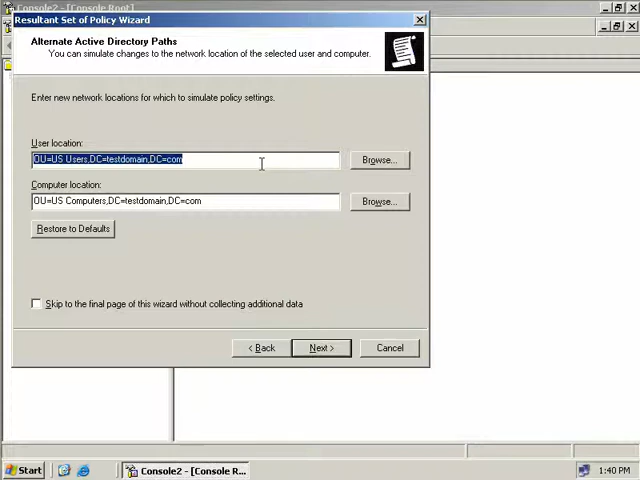 Console2 - [Console Root]
Resultant Set of Policy Wizard
Alternate Active Directory Paths
You can simulate changes to the network location of the selected user and computer.
Enter new network locations for which to simulate policy settings.
User location:
OU=US Users,DC=testdomain,DC=com
Browse...
Computer location:
OU=US Computers,DC=testdomain,DC=com
Browse...
Restore to Defaults
Skip to the final page of this wizard without collecting additional data
< Back
Next >
Cancel
Start
Console2 - [Console R...
1:40 PM